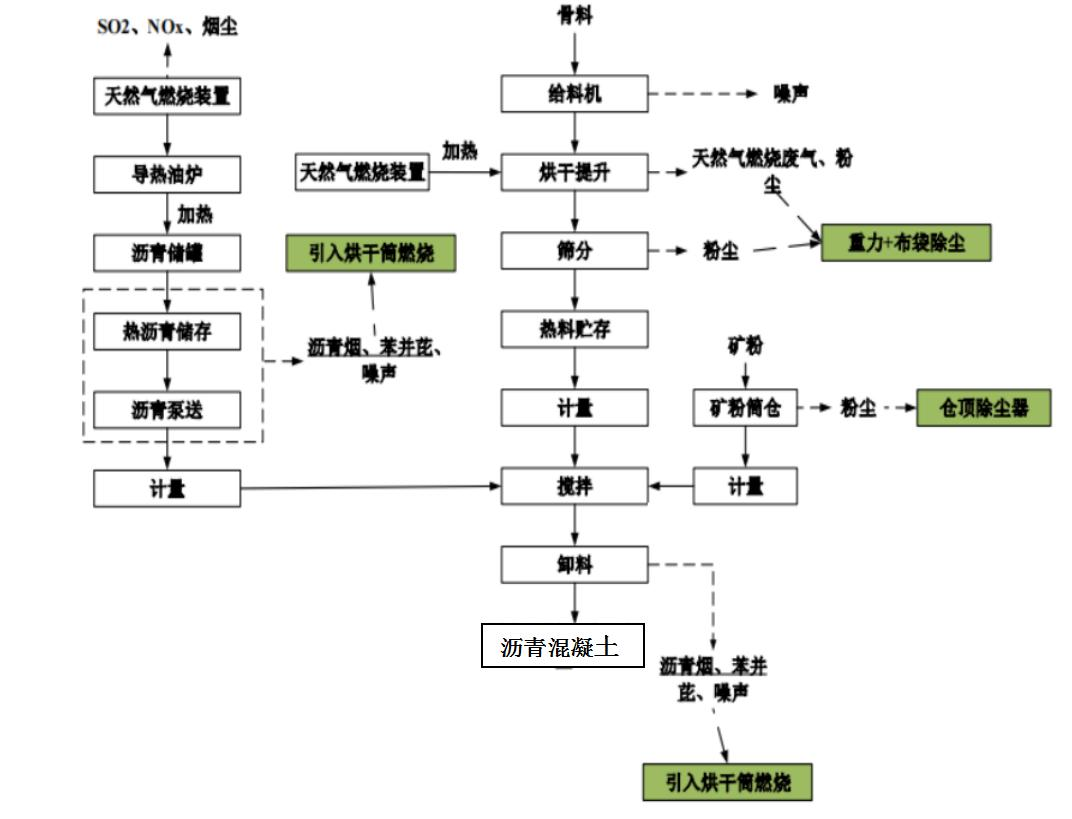 骨料
SO2、NOx、烟尘
天然气燃烧装置
给料机
噪声
导热油炉
加热
天然气燃烧装置
加热
烘干提升
天然气燃烧废气、粉
尘
沥青储罐
引入烘干筒燃烧
筛分
粉尘
重力+布袋除尘
热沥青储存
沥青烟、苯并芘、
噪声
热料贮存
矿粉
沥青泵送
计量
矿粉筒仓
粉尘
仓顶除尘器
计量
搅拌
计量
卸料
沥青混凝土
沥青烟、苯并
芘、噪声
引入烘干筒燃烧